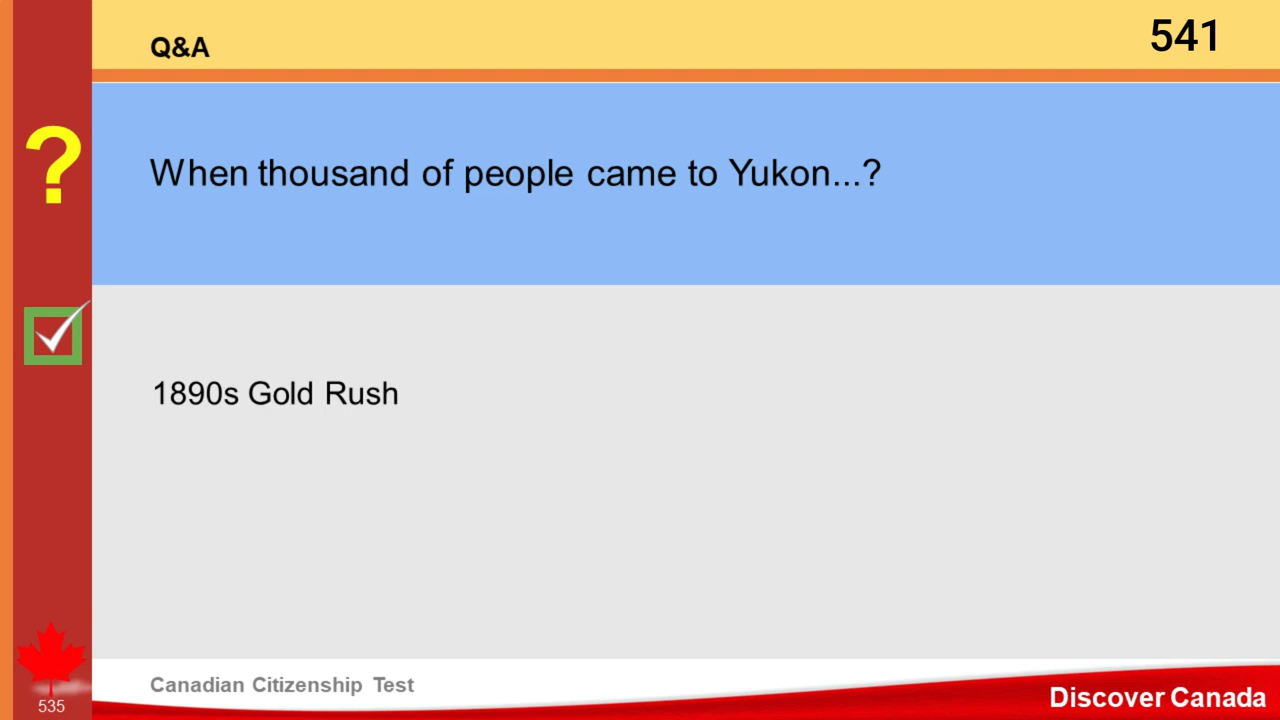 Q&A
541
?
When thousand of people came to Yukon...?
1890s Gold Rush
Canadian Citizenship Test
535
Discover Canada